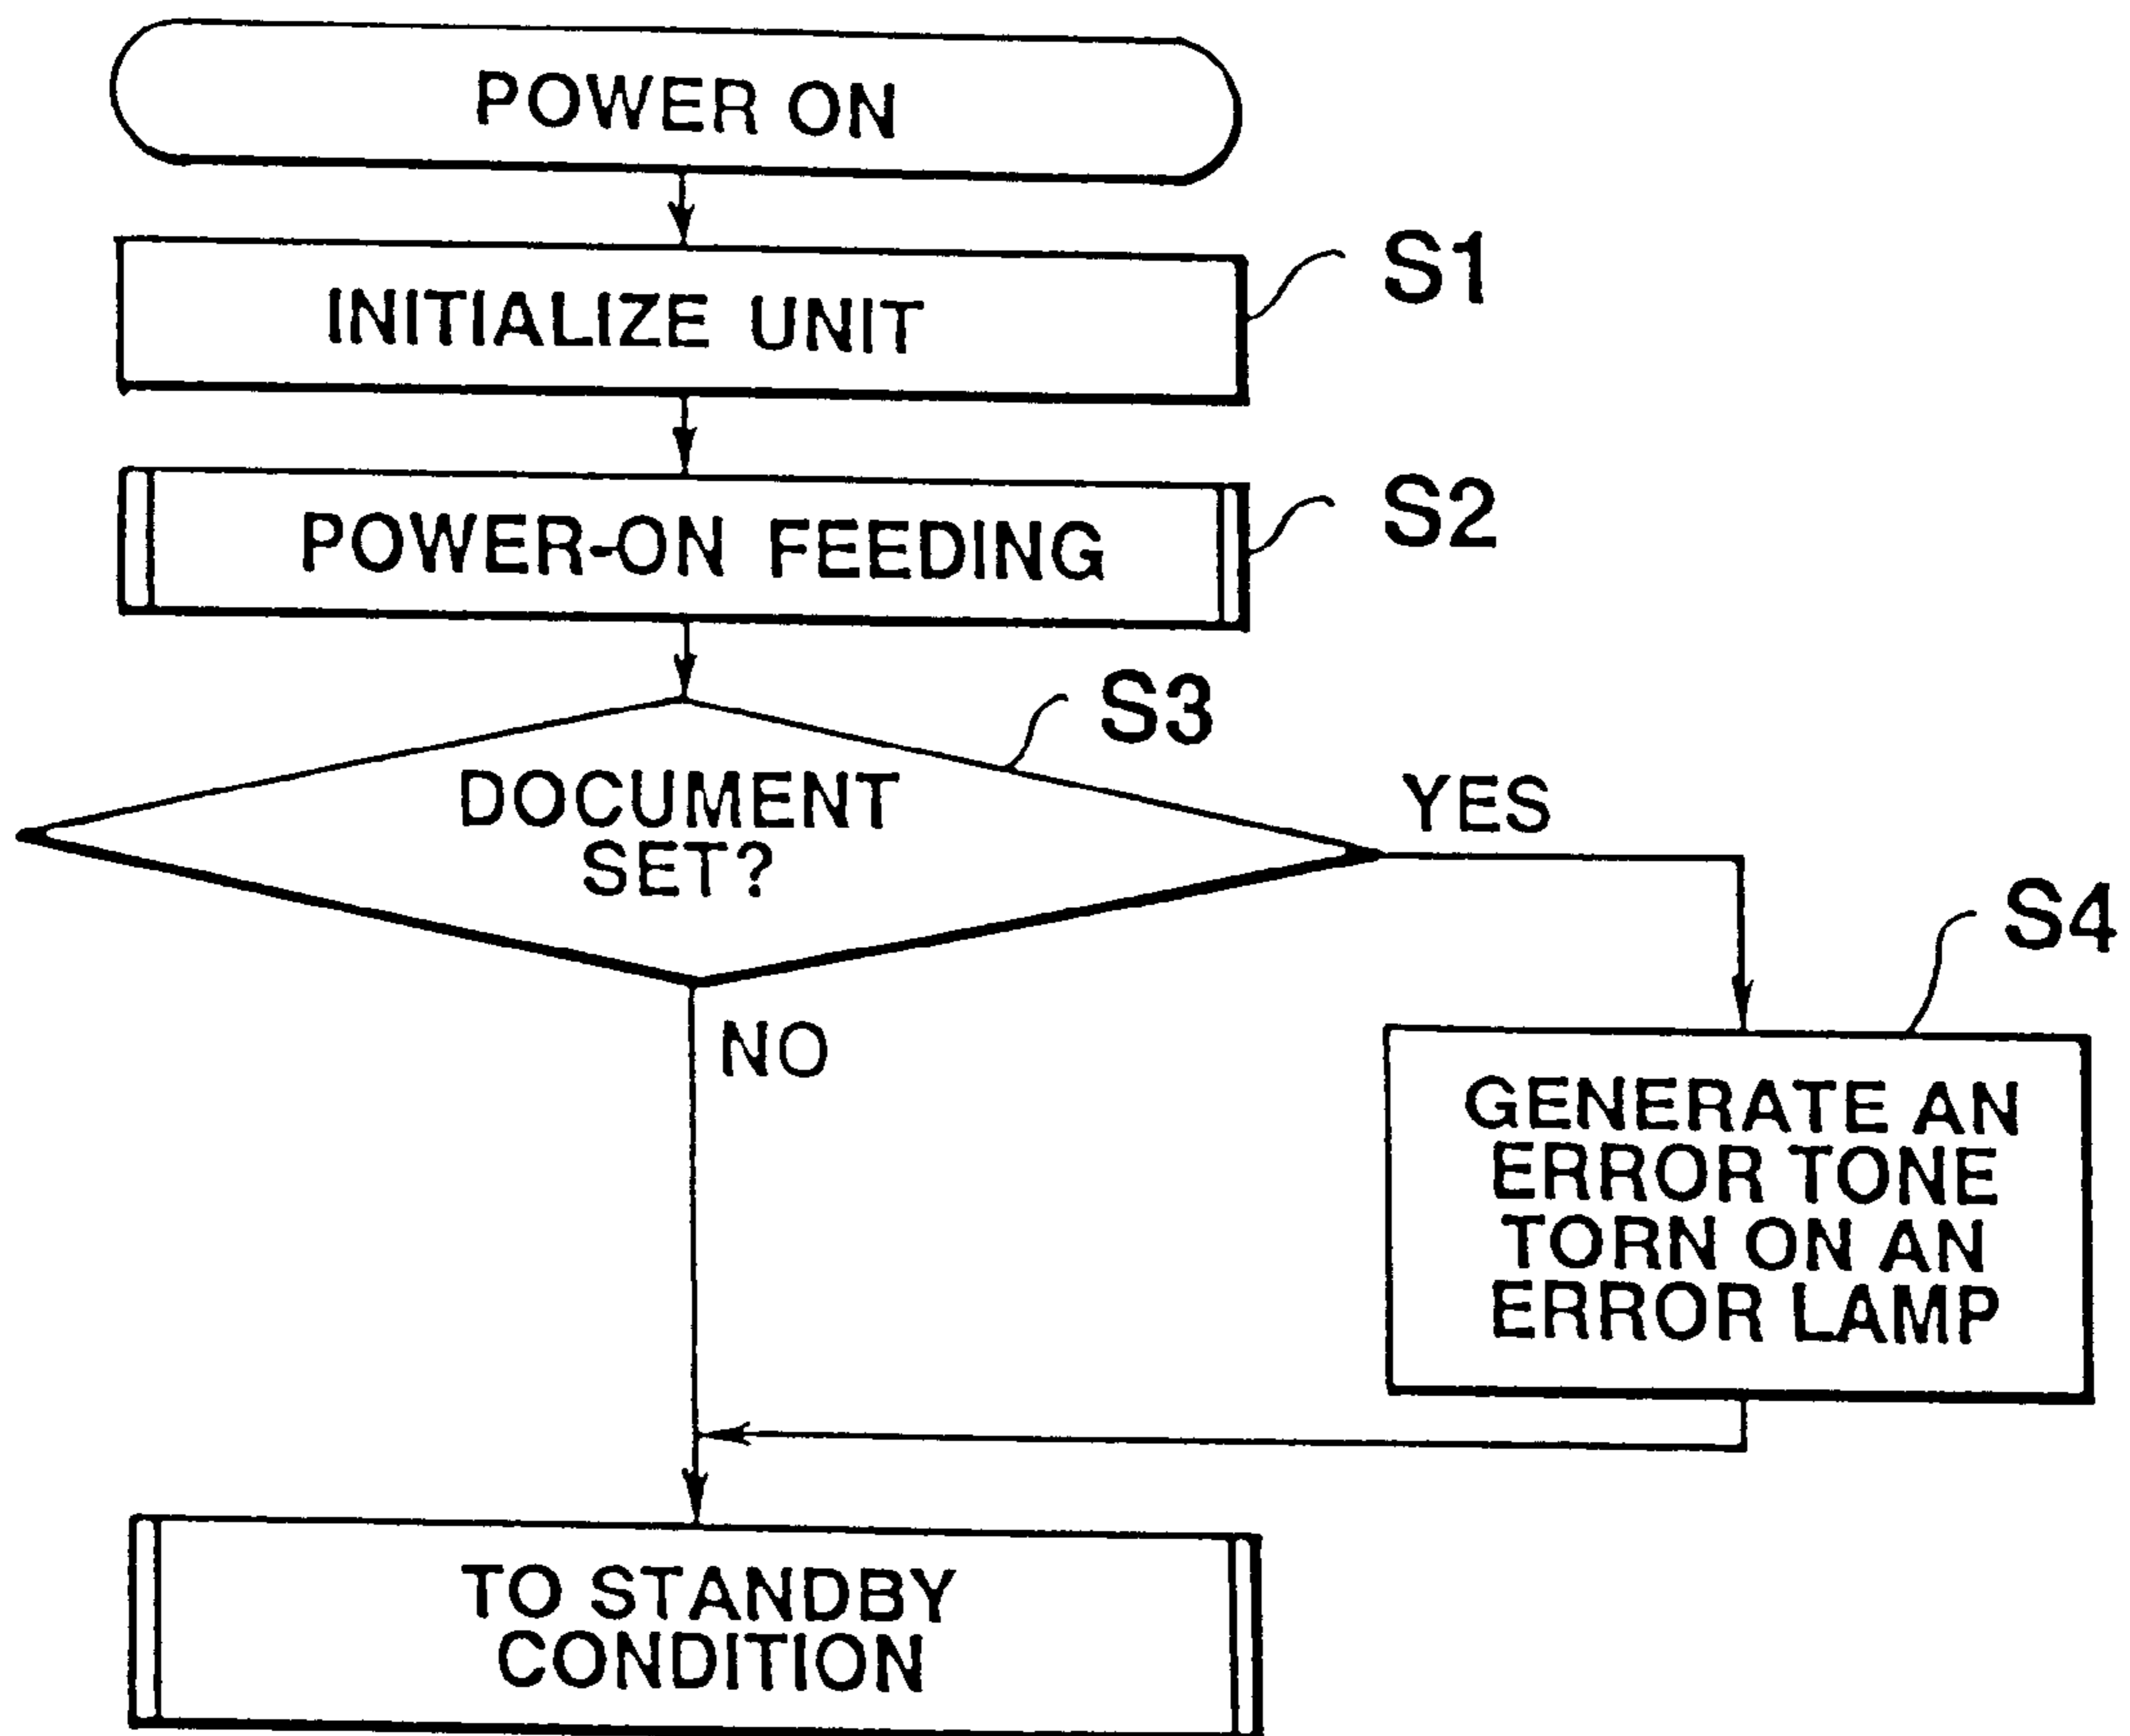 POWER ON
INITIALIZE UNIT
S1
POWER-ON FEEDING
S2
S3
DOCUMENT
SET?
YES
S4
NO
GENERATE AN
ERROR TONE
TORN ON AN
ERROR LAMP
TO STANDBY
CONDITION